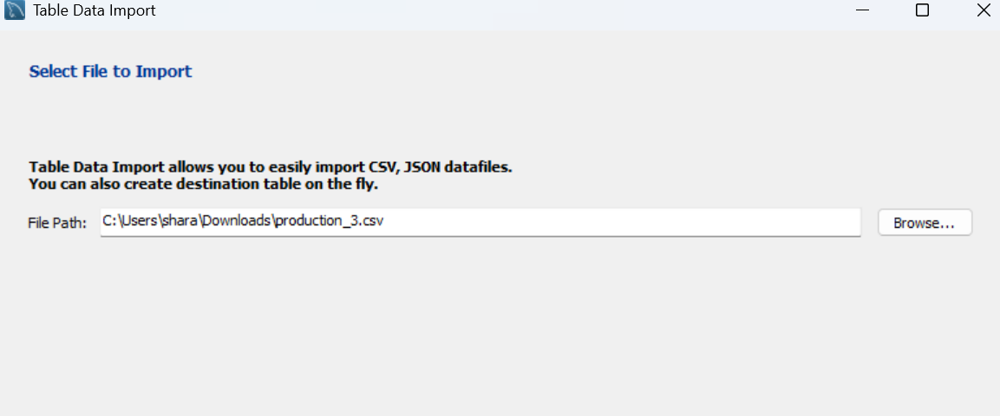 Table Data Import
Select File to Import
Table Data Import allows you to easily import CSV, JSON datafiles.
You can also create destination table on the fly.
File Path: C:\Users\shara\Downloads\production_3.csv Browse...